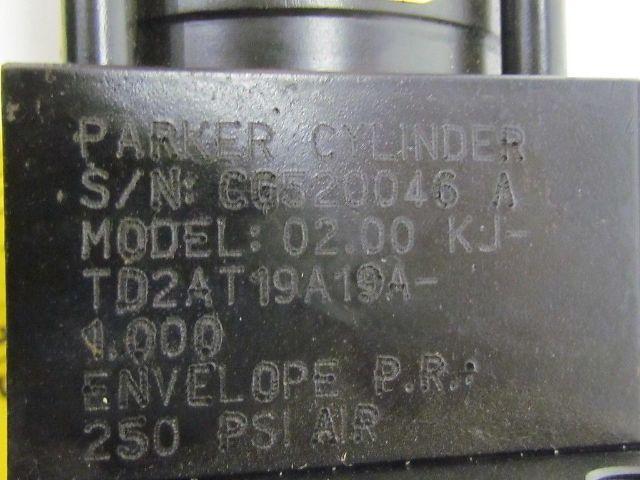 PARKER CYLINDER
S/N: CG520046 A
MODEL: 02.00 KJ-
TD2AT19A19A-
1.000
ENVELOPE P.R.:
250 PSI AIR